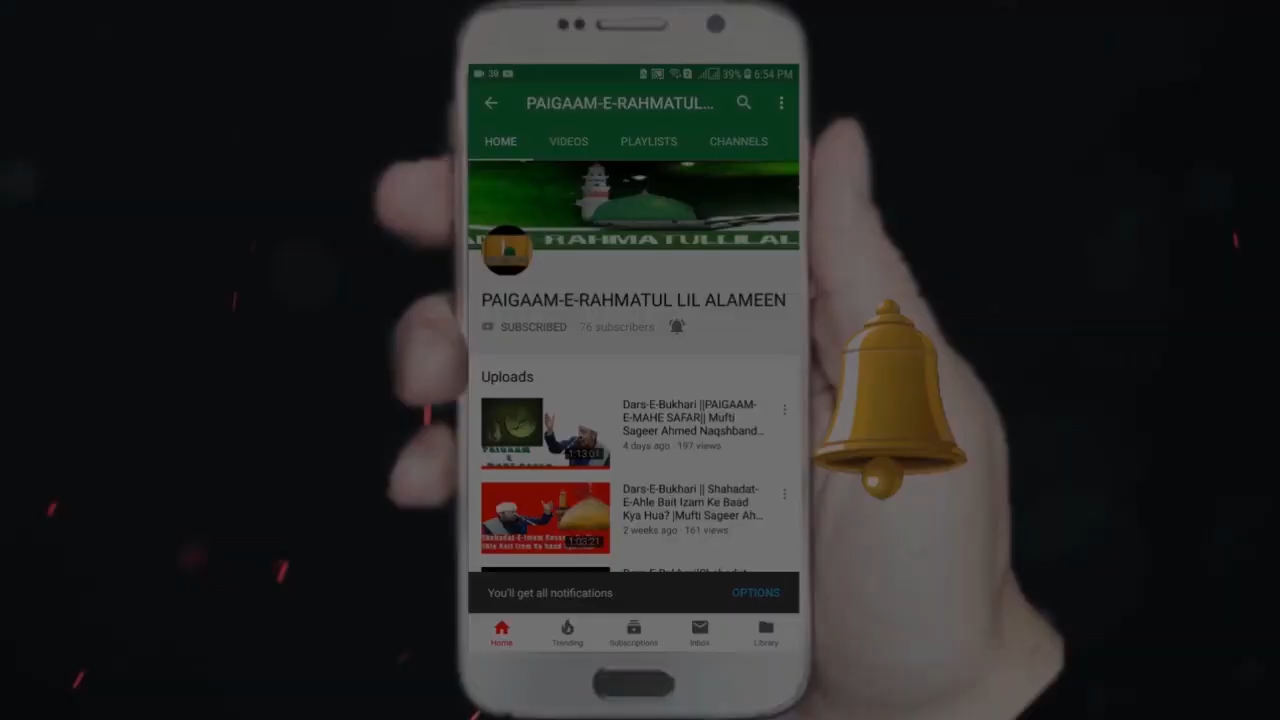 39 39% 6:54 PM
PAIGAAM-E-RAHMATUL...
HOME VIDEOS PLAYLISTS CHANNELS
RAHMATULLILAL
PAIGAAM-E-RAHMATUL LIL ALAMEEN
SUBSCRIBED 76 subscribers
Uploads
Dars-E-Bukhari ||PAIGAAM-
E-MAHE SAFAR|| Mufti
Sageer Ahmed Naqshband...
4 days ago · 197 views
PAIGAAM
1:13:01
Dars-E-Bukhari || Shahadat-
E-Ahle Bait Izam Ke Baad
Kya Hua? |Mufti Sageer Ah...
2 weeks ago · 161 views
1:03:21
You'll get all notifications OPTIONS
Home Trending Subscriptions Inbox Library